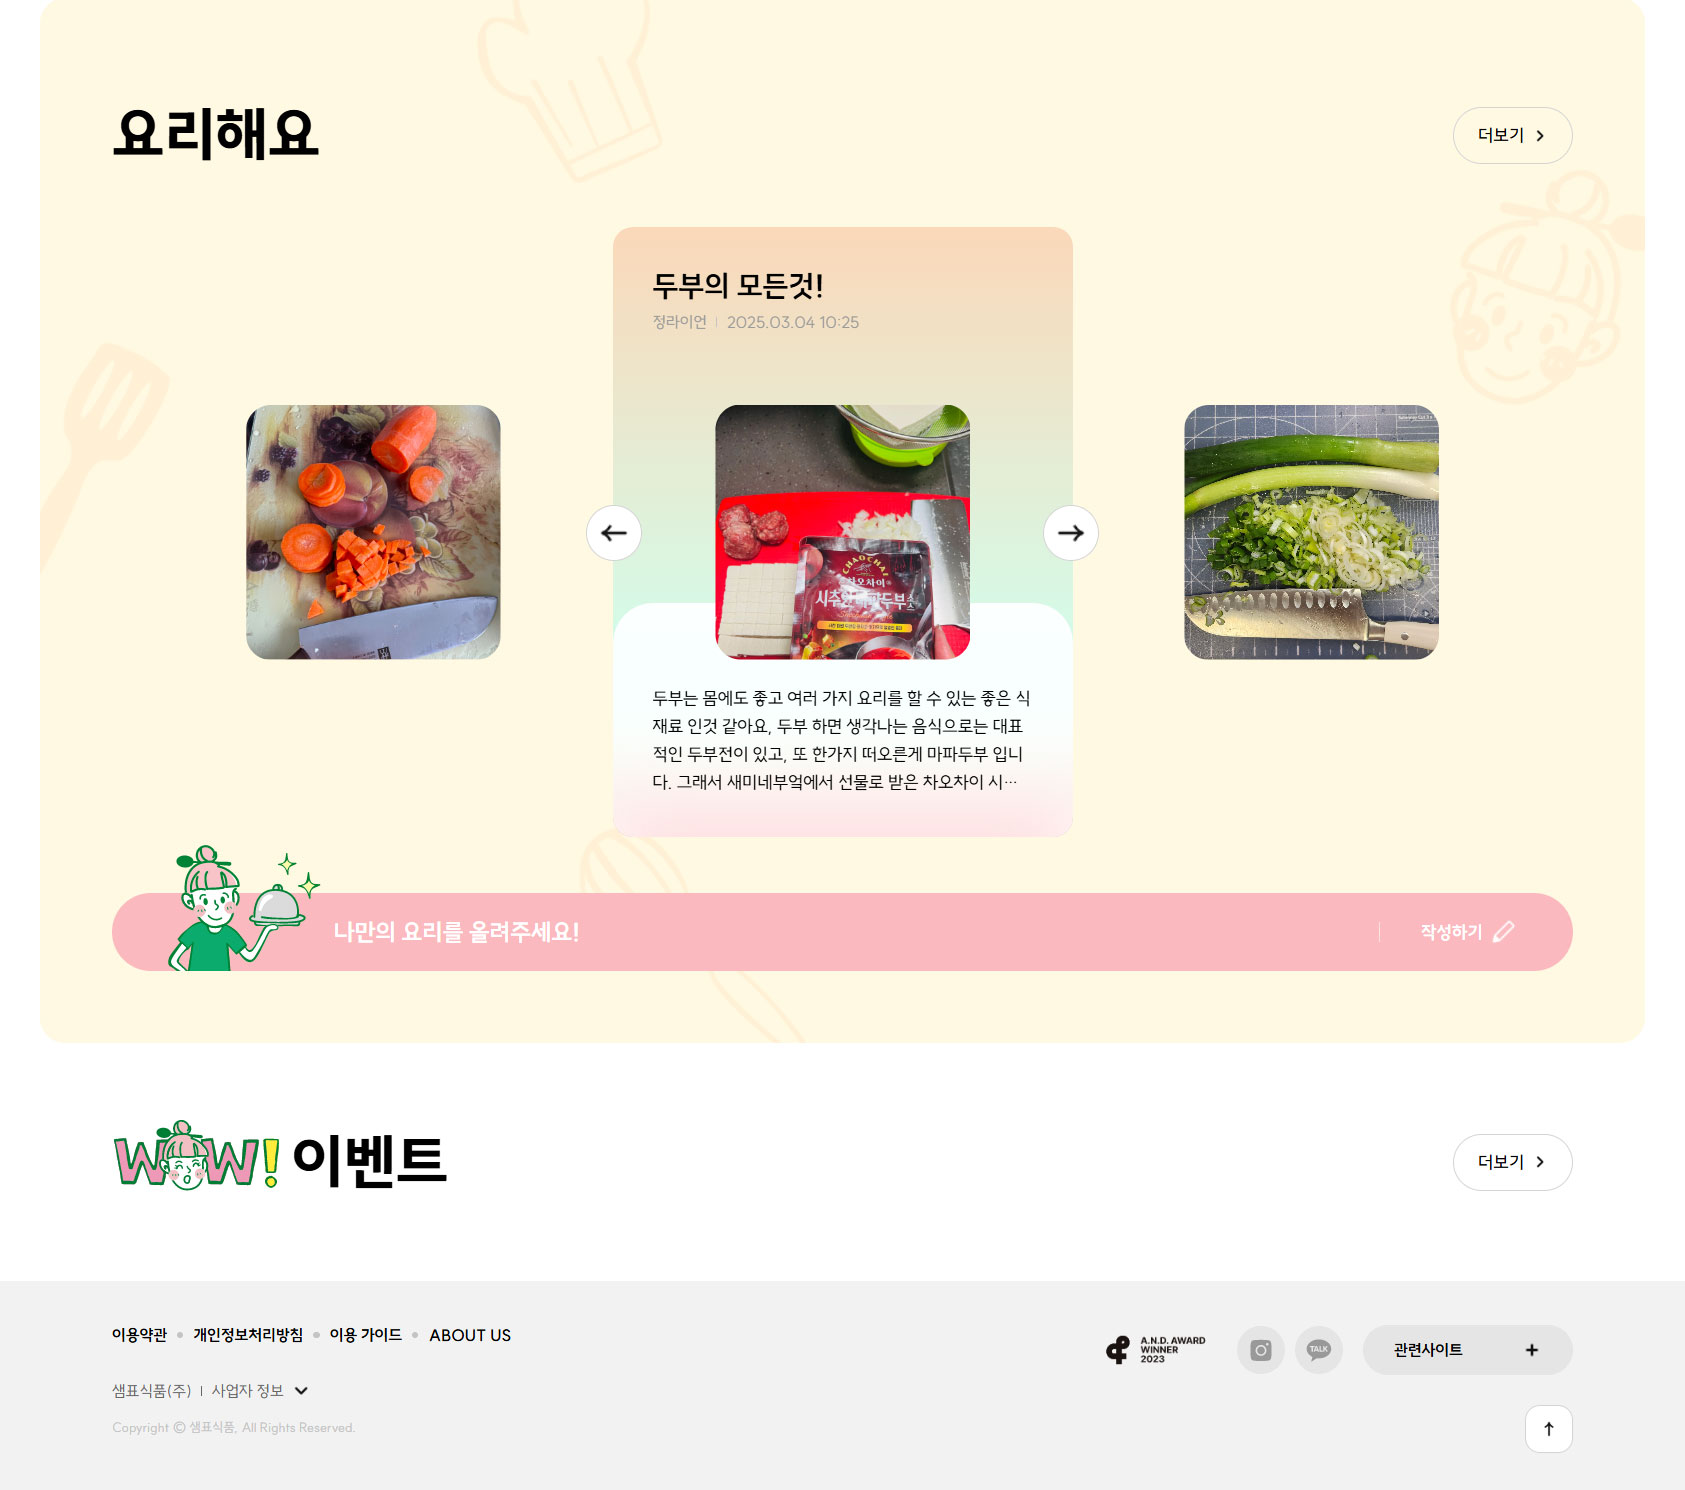 요리해요
더보기
두부의 모든것!
정라이언 | 2025.03.04 10:25
CHAOCHAI
차오차이
두부는 몸에도 좋고 여러 가지 요리를 할 수 있는 좋은 식
재료 인것 같아요, 두부 하면 생각나는 음식으로는 대표
적인 두부전이 있고, 또 한가지 떠오른게 마파두부 입니
다. 그래서 새미네부엌에서 선물로 받은 차오차이 시…
나만의 요리를 올려주세요!
작성하기
WOW! 이벤트
더보기
이용약관 • 개인정보처리방침 • 이용 가이드 • ABOUT US
A.N.D. AWARD
WINNER
2023
TALK
관련사이트
샘표식품(주) | 사업자 정보
Copyright © 샘표식품, All Rights Reserved.